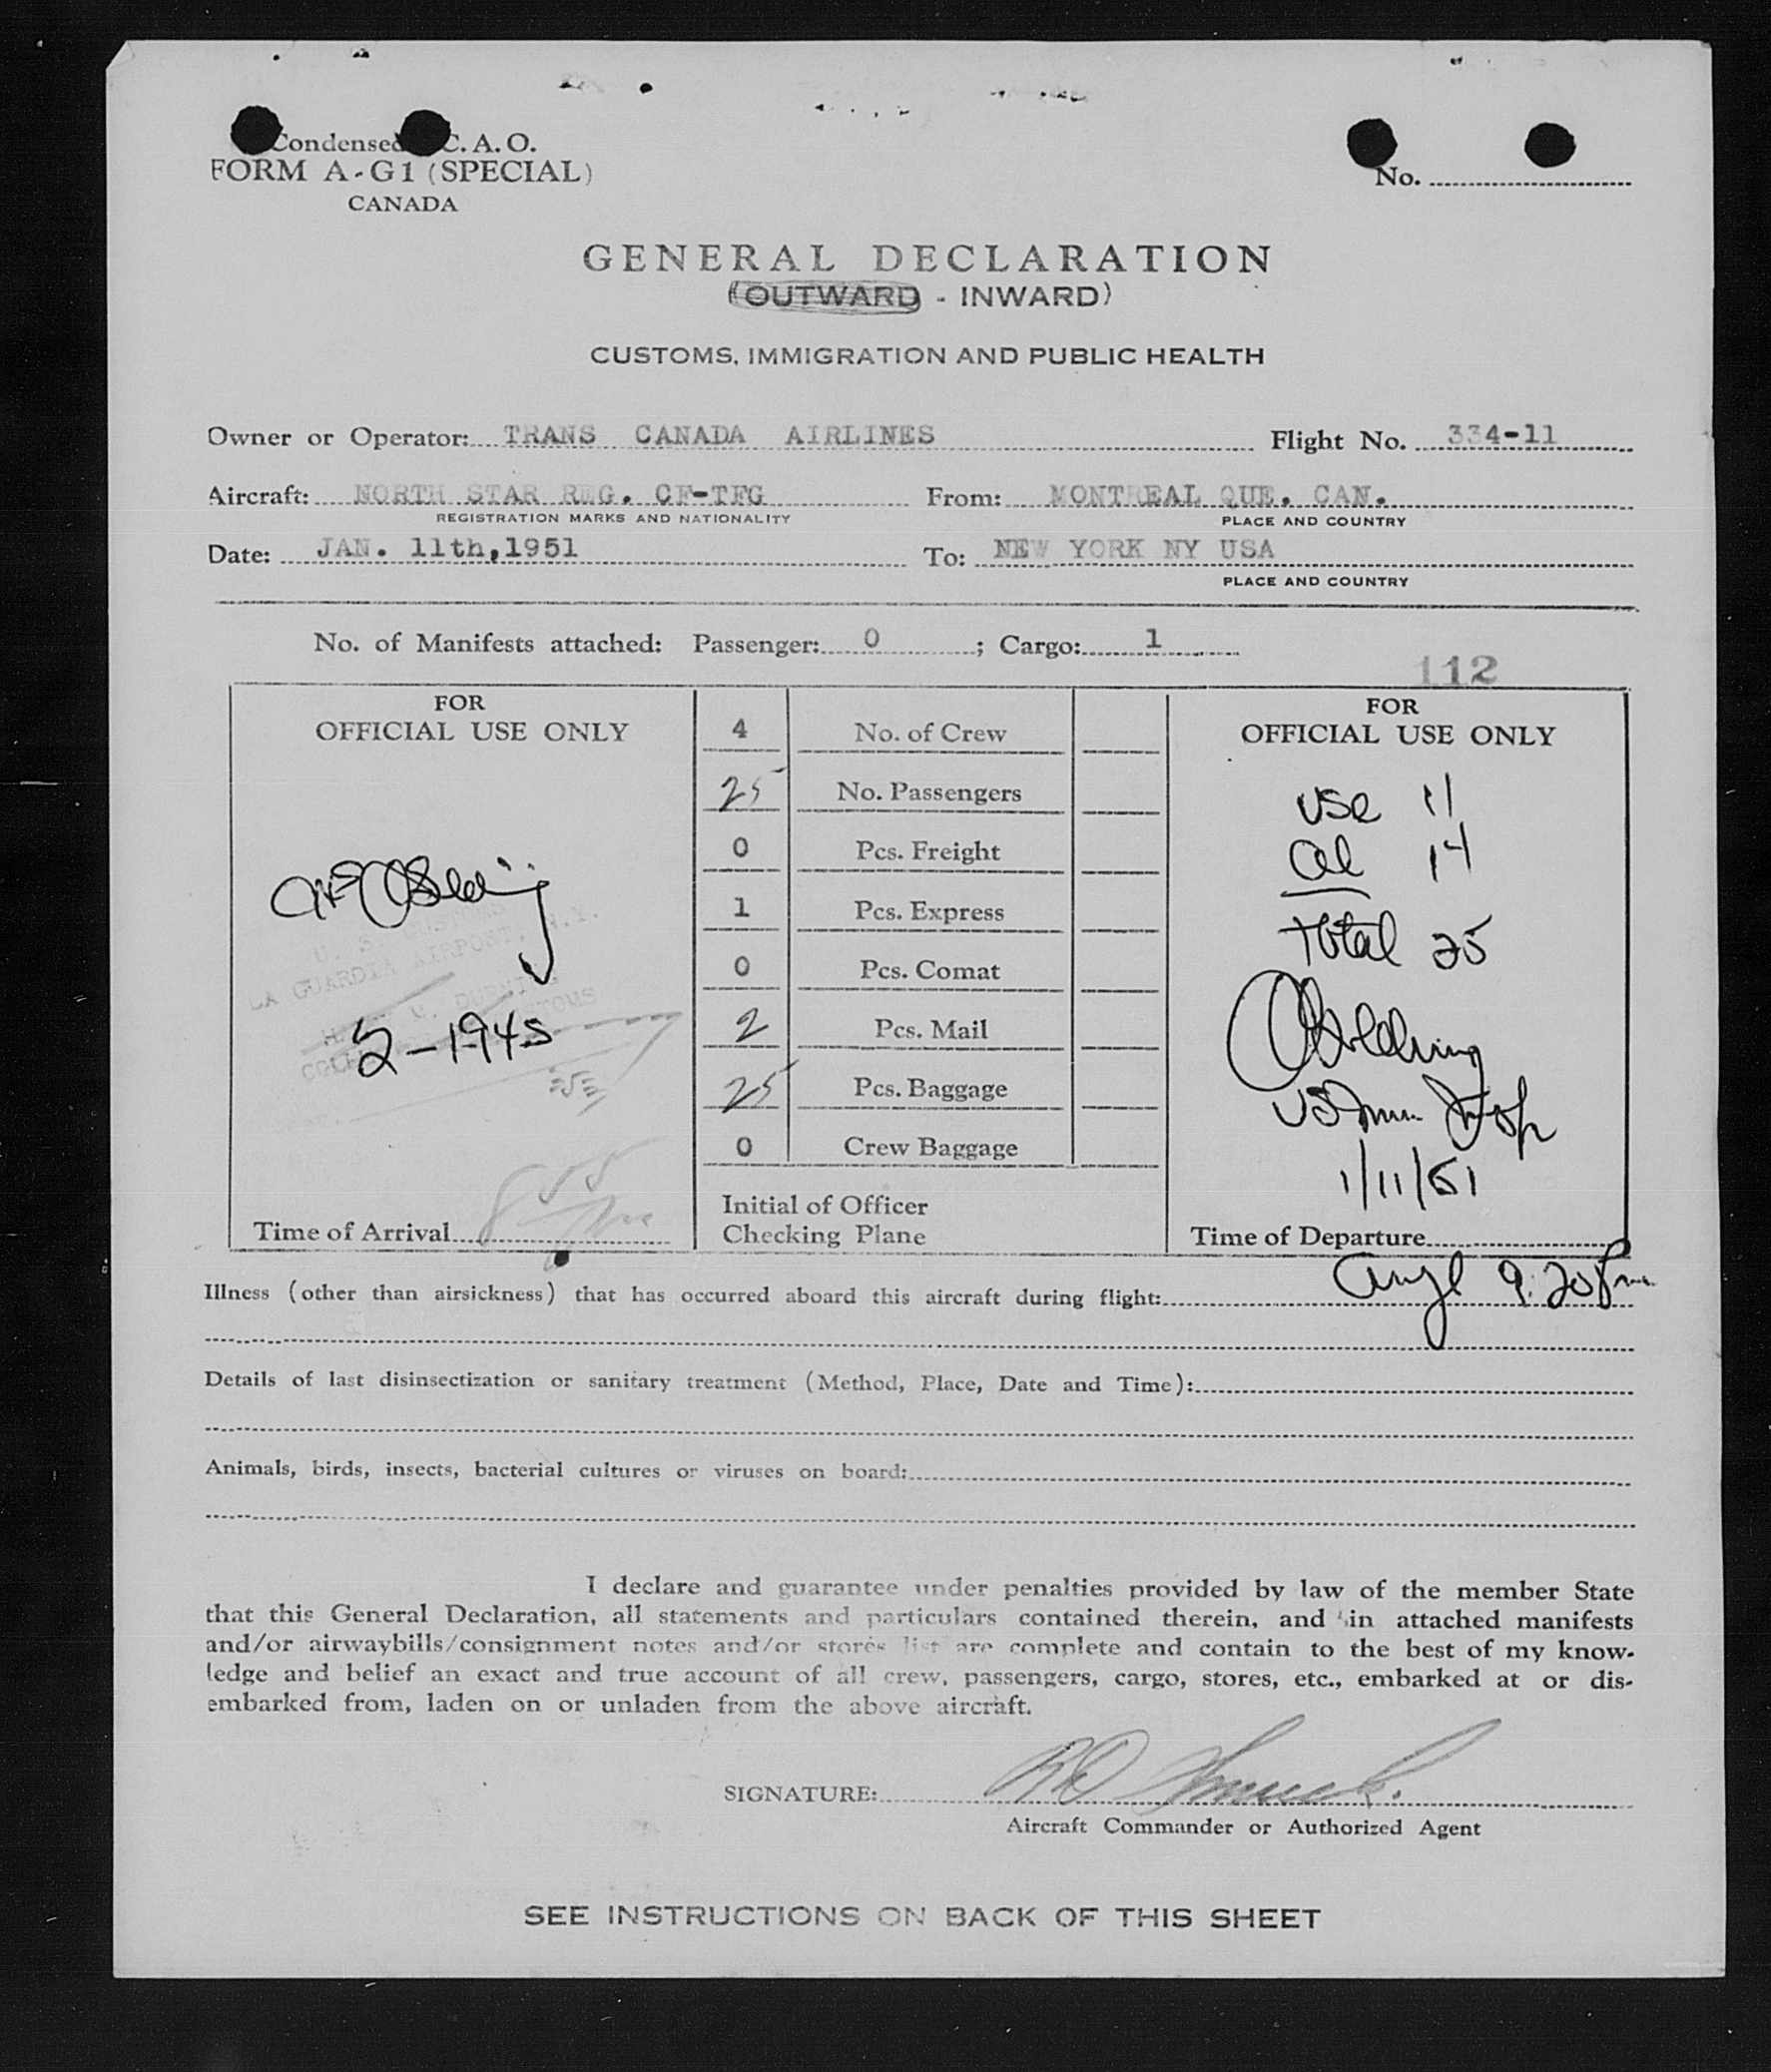 Condensed C. A. O.
FORM A-G1 (SPECIAL)
CANADA
No.
GENERAL DECLARATION
(OUTWARD - INWARD)
CUSTOMS, IMMIGRATION AND PUBLIC HEALTH
Owner or Operator: TRANS CANADA AIRLINES Flight No. 334-11
Aircraft: NORTH STAR REG. CF-TFG From: MONTREAL QUE. CAN.
REGISTRATION MARKS AND NATIONALITY PLACE AND COUNTRY
Date: JAN. 11th,1951 To: NEW YORK NY USA
PLACE AND COUNTRY
No. of Manifests attached: Passenger: 0 ; Cargo: 1
112
FOR
OFFICIAL USE ONLY
U. S. CUSTOMS
LA GUARDIA AIRPORT, N.Y.
2-1945
Time of Arrival 855
4 No. of Crew
25 No. Passengers
0 Pcs. Freight
1 Pcs. Express
0 Pcs. Comat
2 Pcs. Mail
25 Pcs. Baggage
0 Crew Baggage
Initial of Officer
Checking Plane
FOR
OFFICIAL USE ONLY
USC 11
al 14
Total 25
US Imm Insp
1/11/51
Time of Departure
9:20 Pm
Illness (other than airsickness) that has occurred aboard this aircraft during flight:
Details of last disinsectization or sanitary treatment (Method, Place, Date and Time):
Animals, birds, insects, bacterial cultures or viruses on board:
I declare and guarantee under penalties provided by law of the member State
that this General Declaration, all statements and particulars contained therein, and in attached manifests
and/or airwaybills/consignment notes and/or stores list are complete and contain to the best of my know-
ledge and belief an exact and true account of all crew, passengers, cargo, stores, etc., embarked at or dis-
embarked from, laden on or unladen from the above aircraft.
SIGNATURE:
Aircraft Commander or Authorized Agent
SEE INSTRUCTIONS ON BACK OF THIS SHEET